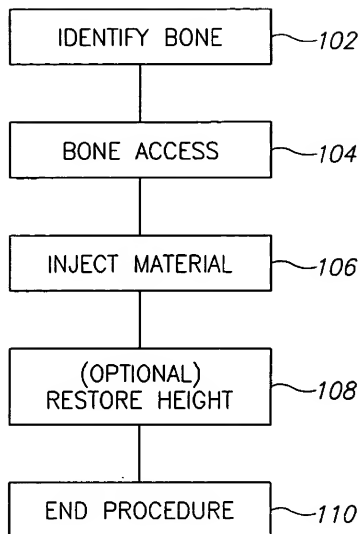 IDENTIFY BONE 102
BONE ACCESS 104
INJECT MATERIAL 106
(OPTIONAL)
RESTORE HEIGHT 108
END PROCEDURE 110